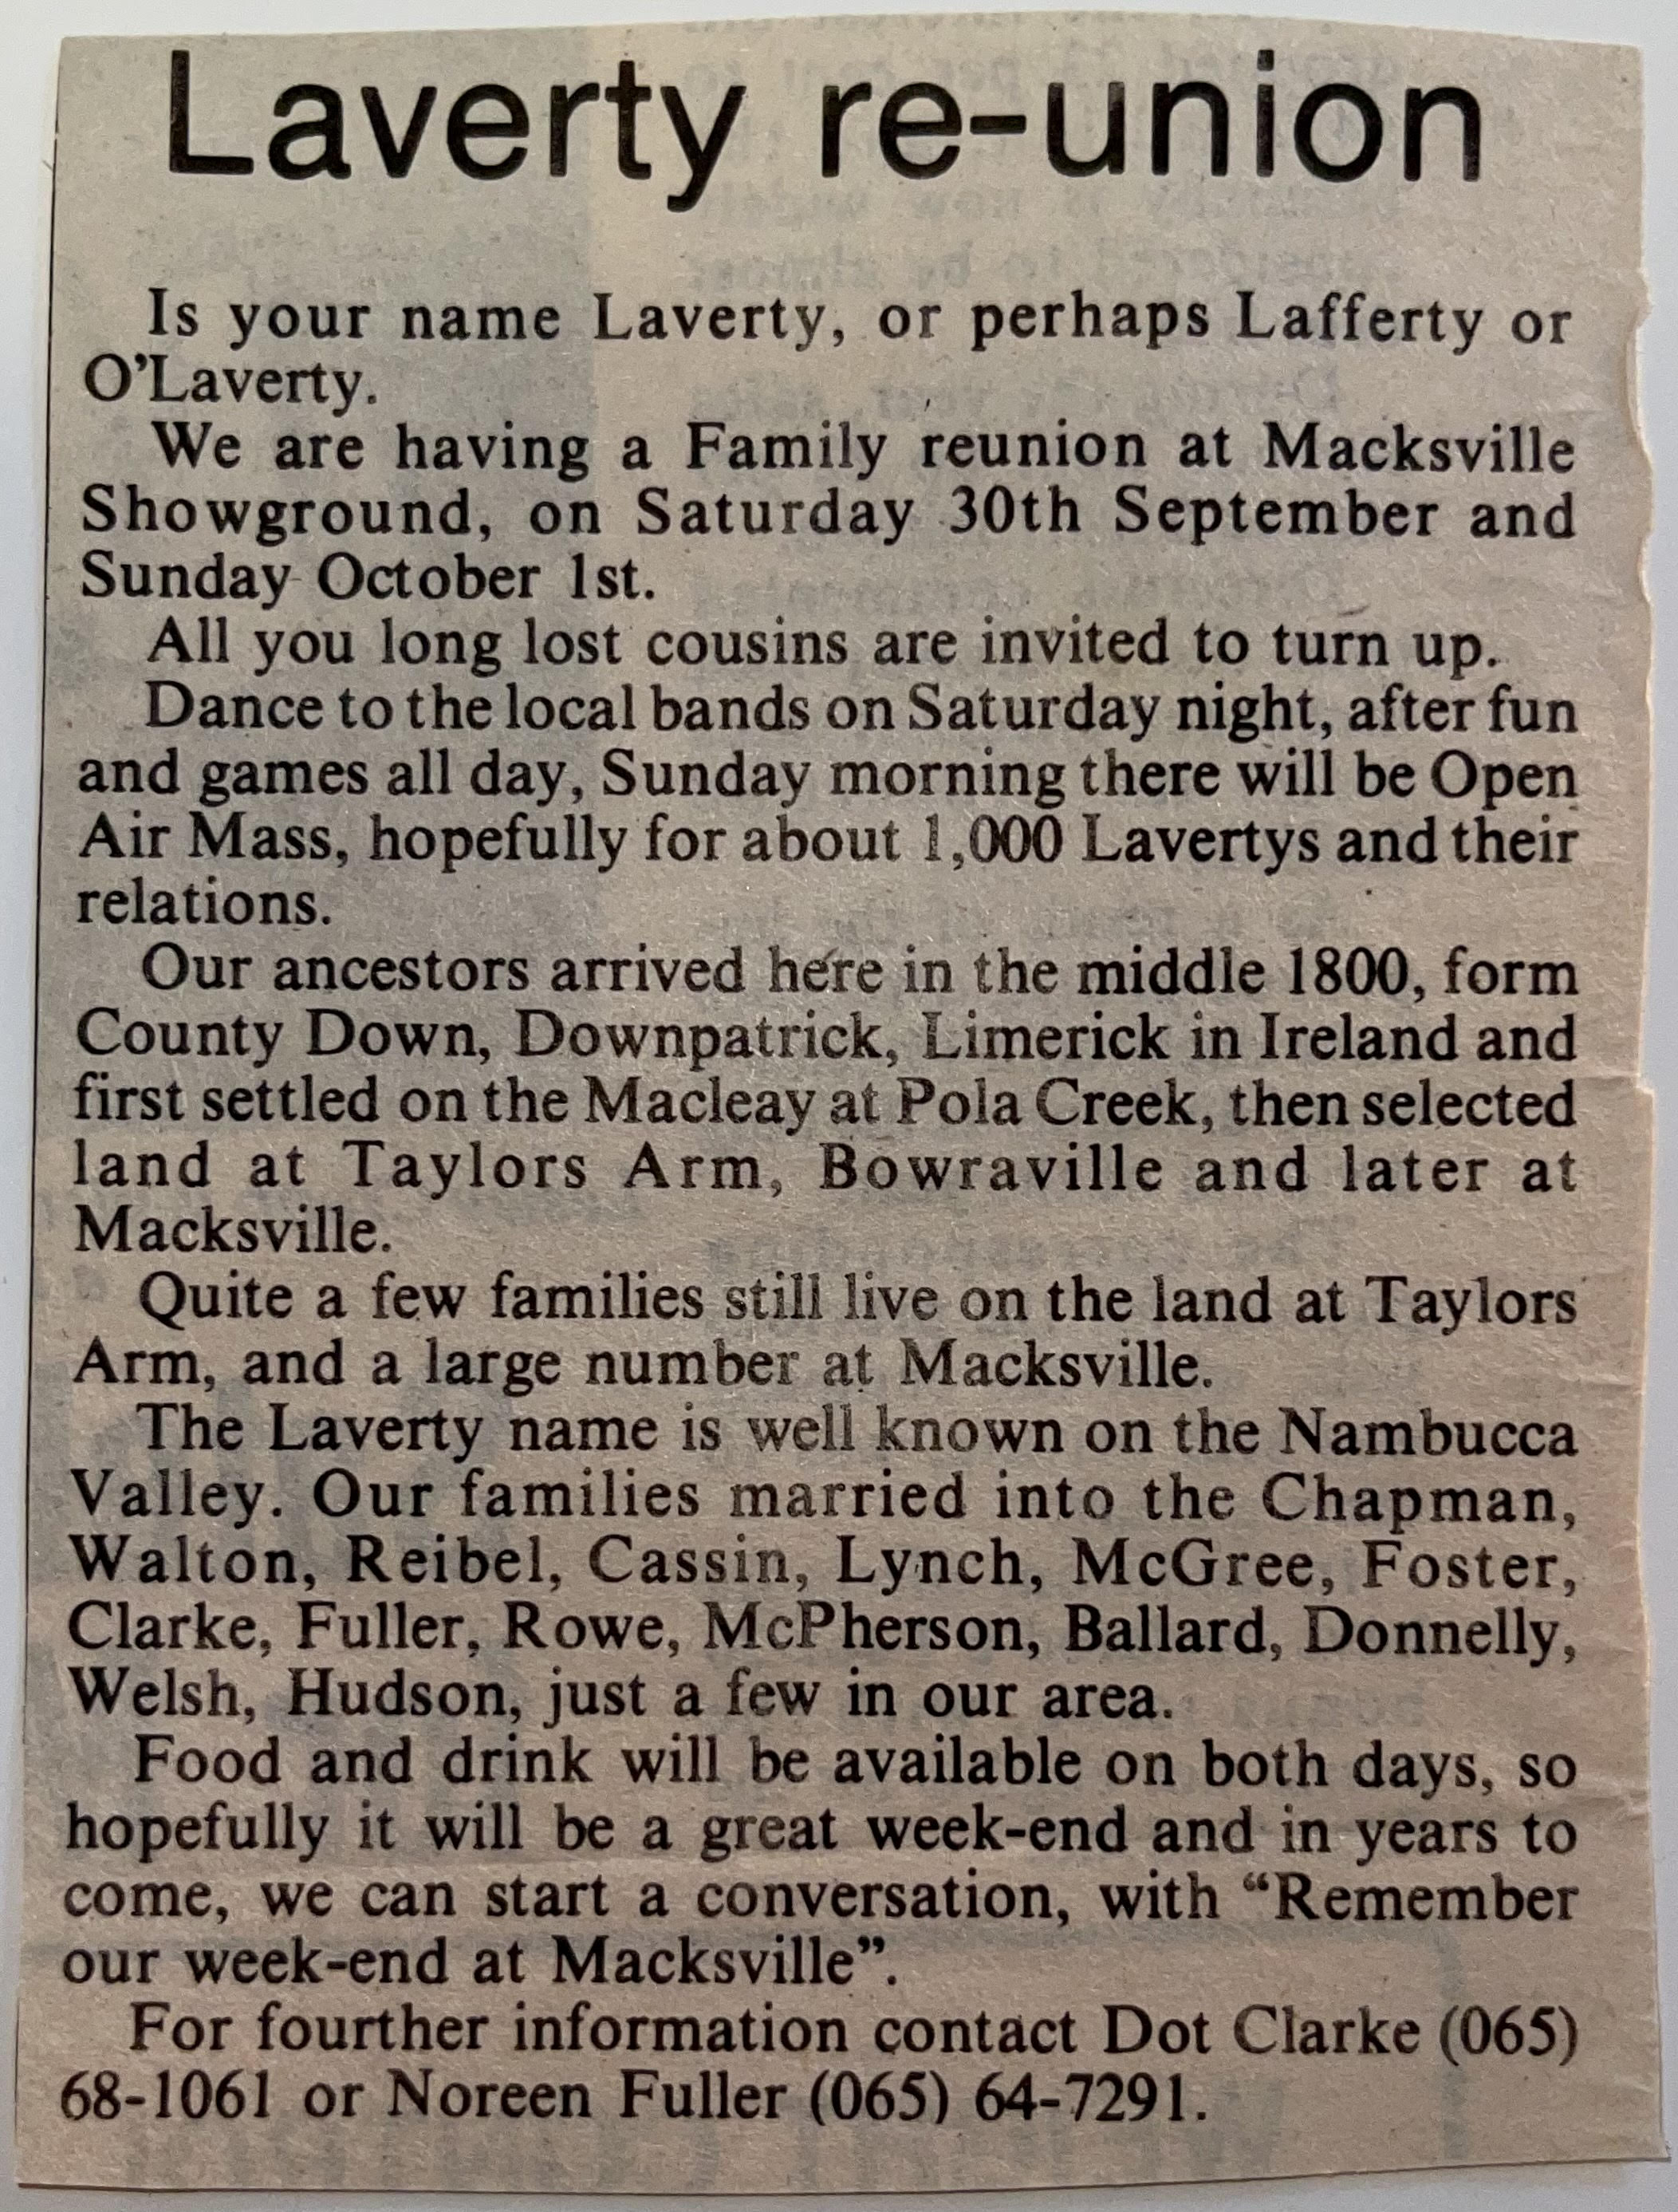 Laverty re-union
Is your name Laverty, or perhaps Lafferty or
O'Laverty.
We are having a Family reunion at Macksville
Showground, on Saturday 30th September and
Sunday October 1st.
All you long lost cousins are invited to turn up.
Dance to the local bands on Saturday night, after fun
and games all day, Sunday morning there will be Open
Air Mass, hopefully for about 1,000 Lavertys and their
relations.
Our ancestors arrived here in the middle 1800, form
County Down, Downpatrick, Limerick in Ireland and
first settled on the Macleay at Pola Creek, then selected
land at Taylors Arm, Bowraville and later at
Macksville.
Quite a few families still live on the land at Taylors
Arm, and a large number at Macksville.
The Laverty name is well known on the Nambucca
Valley. Our families married into the Chapman,
Walton, Reibel, Cassin, Lynch, McGree, Foster,
Clarke, Fuller, Rowe, McPherson, Ballard, Donnelly,
Welsh, Hudson, just a few in our area.
Food and drink will be available on both days, so
hopefully it will be a great week-end and in years to
come, we can start a conversation, with “Remember
our week-end at Macksville”.
For fourther information contact Dot Clarke (065)
68-1061 or Noreen Fuller (065) 64-7291.